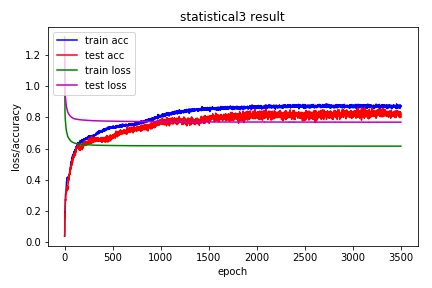 statistical3 result
train acc
test acc
train loss
test loss
loss/accuracy
1.2
1.0
0.8
0.6
0.4
0.2
0.0
0 500 1000 1500 2000 2500 3000 3500
epoch